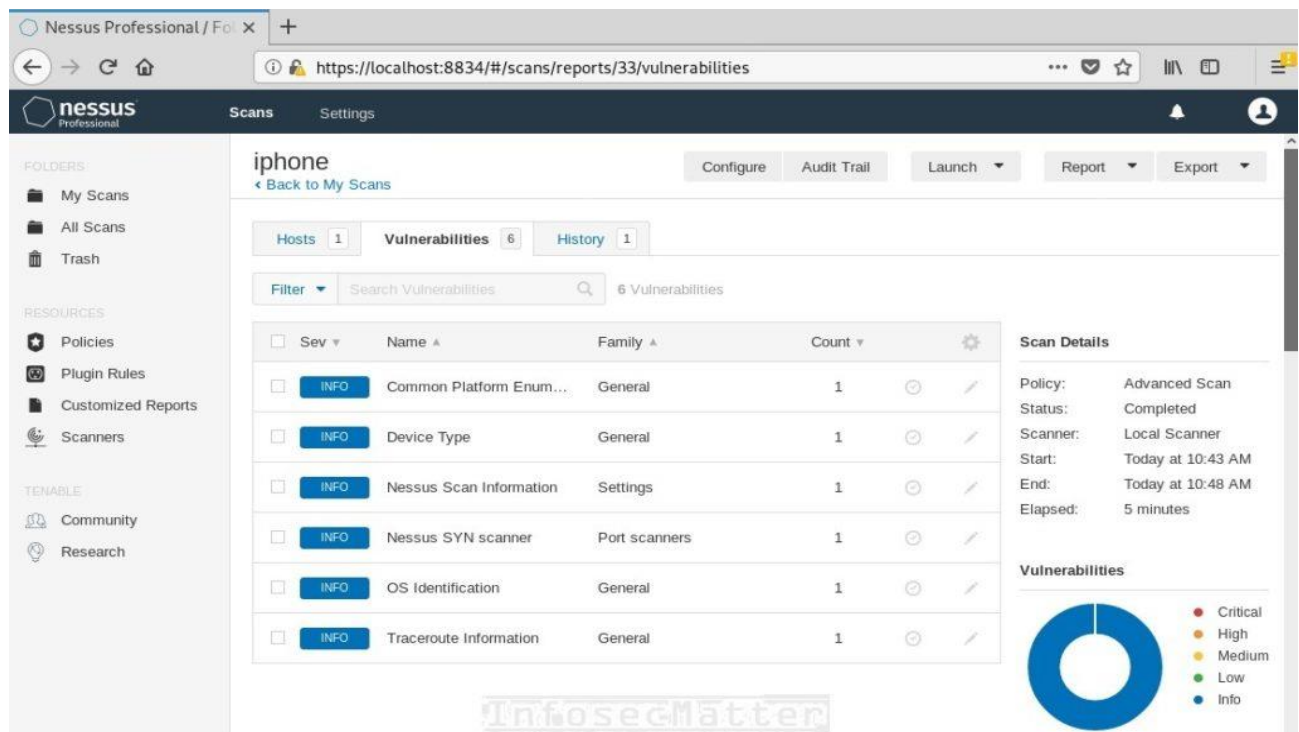 Nessus Professional / Fol
https://localhost:8834/#/scans/reports/33/vulnerabilities
nessus
Professional
Scans
Settings
FOLDERS
My Scans
All Scans
Trash
RESOURCES
Policies
Plugin Rules
Customized Reports
Scanners
TENABLE
Community
Research
iphone
Back to My Scans
Configure
Audit Trail
Launch
Report
Export
Hosts 1
Vulnerabilities 6
History 1
Filter
Search Vulnerabilities
6 Vulnerabilities
Sev Name Family Count
INFO Common Platform Enum... General 1
INFO Device Type General 1
INFO Nessus Scan Information Settings 1
INFO Nessus SYN scanner Port scanners 1
INFO OS Identification General 1
INFO Traceroute Information General 1
Scan Details
Policy: Advanced Scan
Status: Completed
Scanner: Local Scanner
Start: Today at 10:43 AM
End: Today at 10:48 AM
Elapsed: 5 minutes
Vulnerabilities
Critical
High
Medium
Low
Info
InfosecMatter